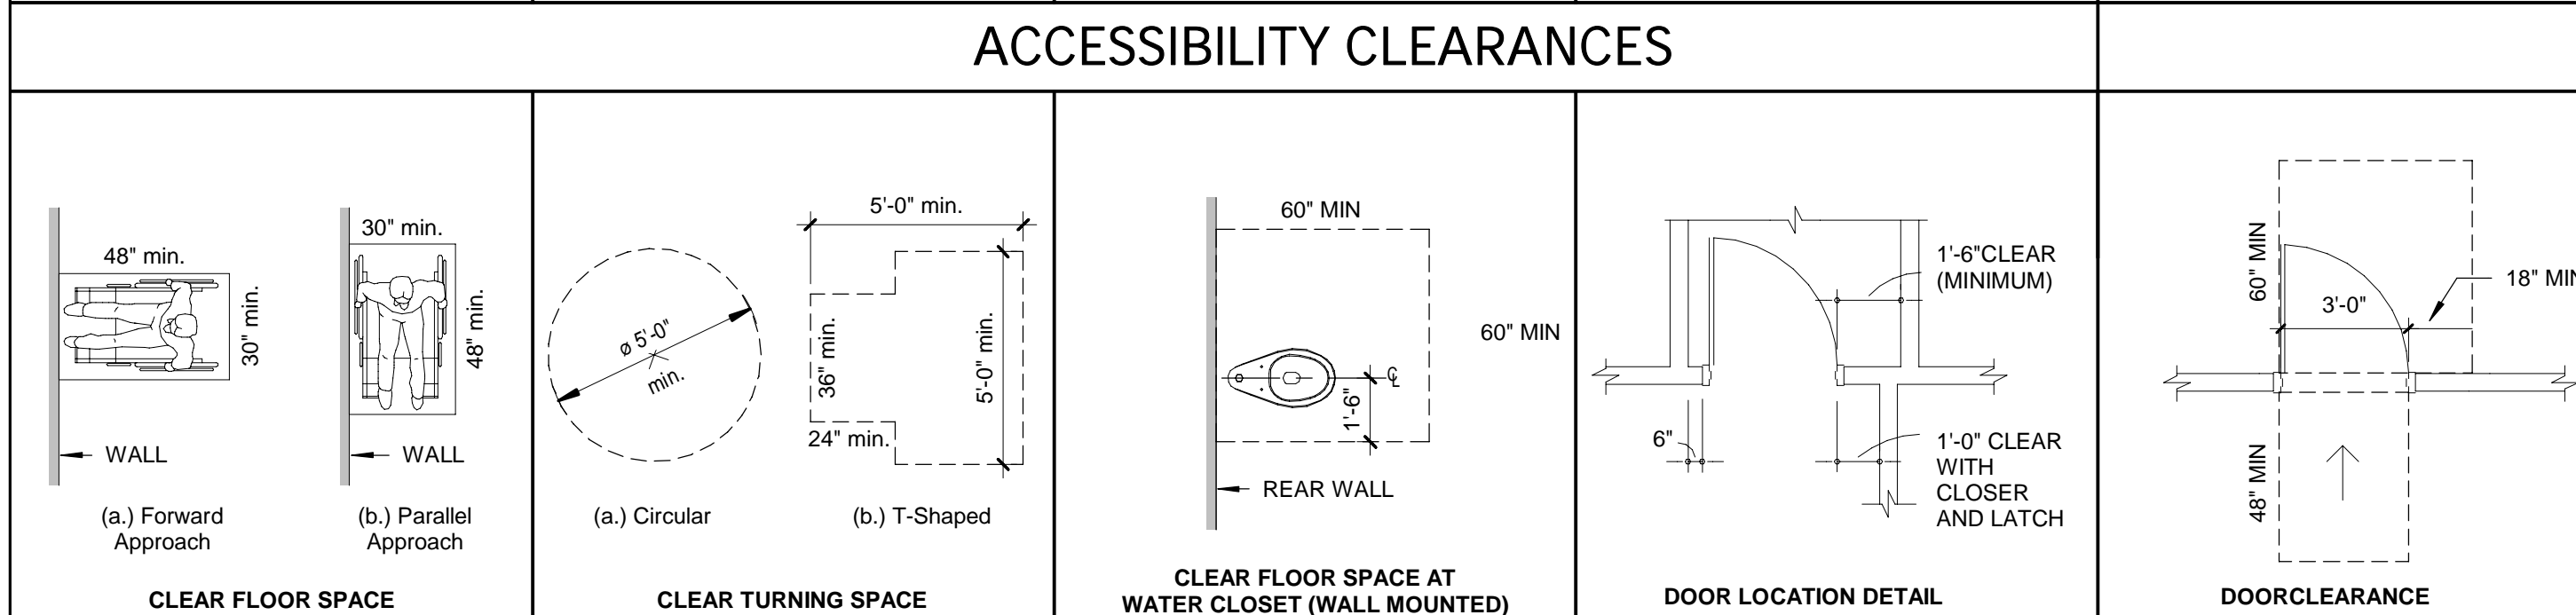 ACCESSIBILITY CLEARANCES
48" min.
30" min.
WALL
(a.) Forward
Approach
30" min.
48" min.
WALL
(b.) Parallel
Approach
CLEAR FLOOR SPACE
ø 5'-0"
min.
(a.) Circular
5'-0" min.
36" min.
5'-0" min.
24" min.
(b.) T-Shaped
CLEAR TURNING SPACE
60" MIN
60" MIN
℄
1'-6"
REAR WALL
CLEAR FLOOR SPACE AT
WATER CLOSET (WALL MOUNTED)
1'-6"CLEAR
(MINIMUM)
6"
1'-0" CLEAR
WITH
CLOSER
AND LATCH
DOOR LOCATION DETAIL
60" MIN
3'-0"
18" MIN
48" MIN
DOORCLEARANCE